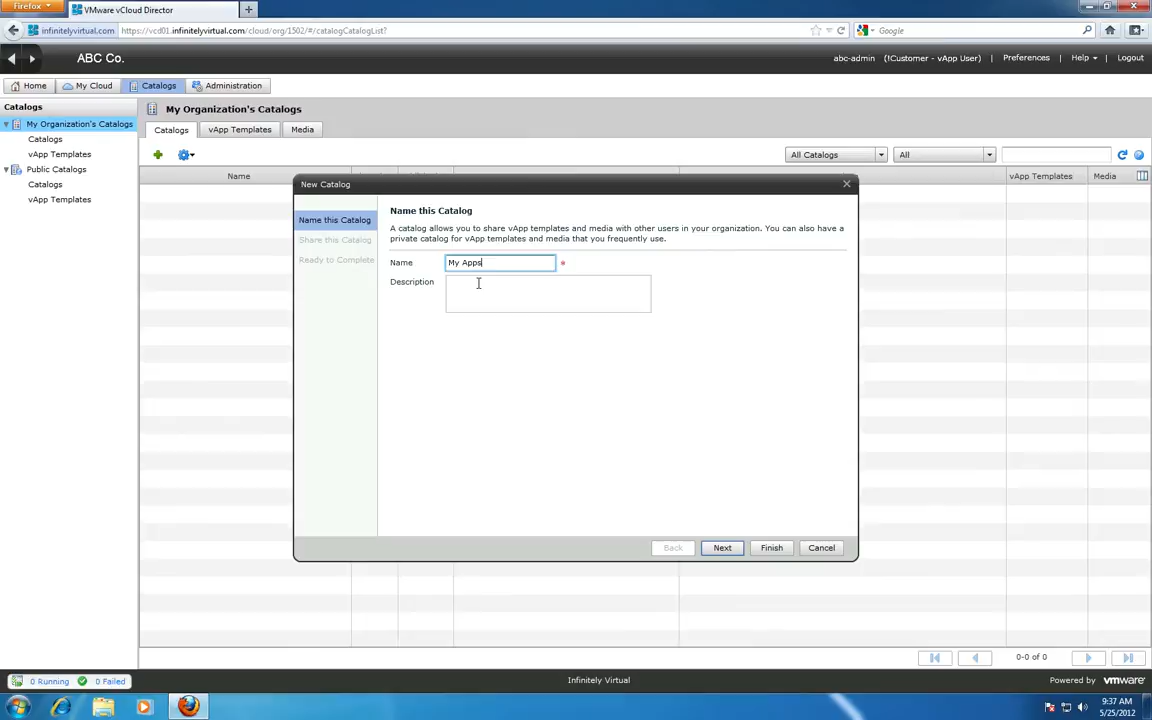 Firefox
VMware vCloud Director
infinitelyvirtual.com
https://vcd01.infinitelyvirtual.com/cloud/org/1502/#/catalogCatalogList?
Google
ABC Co.
abc-admin
(!Customer - vApp User)
Preferences
Help
Logout
Home
My Cloud
Catalogs
Administration
Catalogs
My Organization's Catalogs
Catalogs
vApp Templates
Public Catalogs
Catalogs
vApp Templates
My Organization's Catalogs
Catalogs
vApp Templates
Media
All Catalogs
All
Name
vApp Templates
Media
New Catalog
Name this Catalog
Share this Catalog
Ready to Complete
Name this Catalog
A catalog allows you to share vApp templates and media with other users in your organization. You can also have a
private catalog for vApp templates and media that you frequently use.
Name
My Apps
*
Description
Back
Next
Finish
Cancel
0-0 of 0
0 Running
0 Failed
Infinitely Virtual
Powered by vmware
9:37 AM
5/25/2012